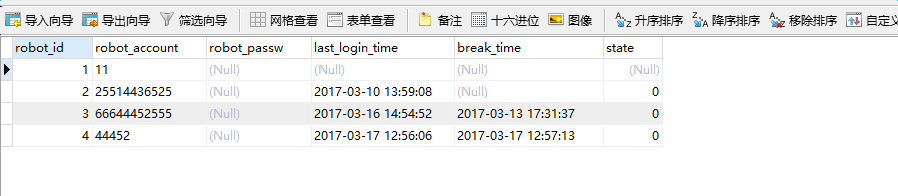 导入向导 导出向导 筛选向导 网格查看 表单查看 备注 十六进位 图像 升序排序 降序排序 移除排序 自定义
robot_id robot_account robot_passw last_login_time break_time state
1 11 (Null) (Null) (Null) (Null)
2 25514436525 (Null) 2017-03-10 13:59:08 (Null) 0
3 66644452555 (Null) 2017-03-16 14:54:52 2017-03-13 17:31:37 0
4 44452 (Null) 2017-03-17 12:56:06 2017-03-17 12:57:13 0